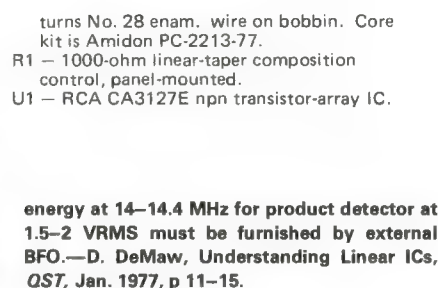 turns No. 28 enam. wire on bobbin. Core
kit is Amidon PC-2213-77.
R1 — 1000-ohm linear-taper composition
control, panel-mounted.
U1 — RCA CA3127E npn transistor-array IC.
energy at 14–14.4 MHz for product detector at
1.5–2 VRMS must be furnished by external
BFO.—D. DeMaw, Understanding Linear ICs,
QST, Jan. 1977, p 11–15.